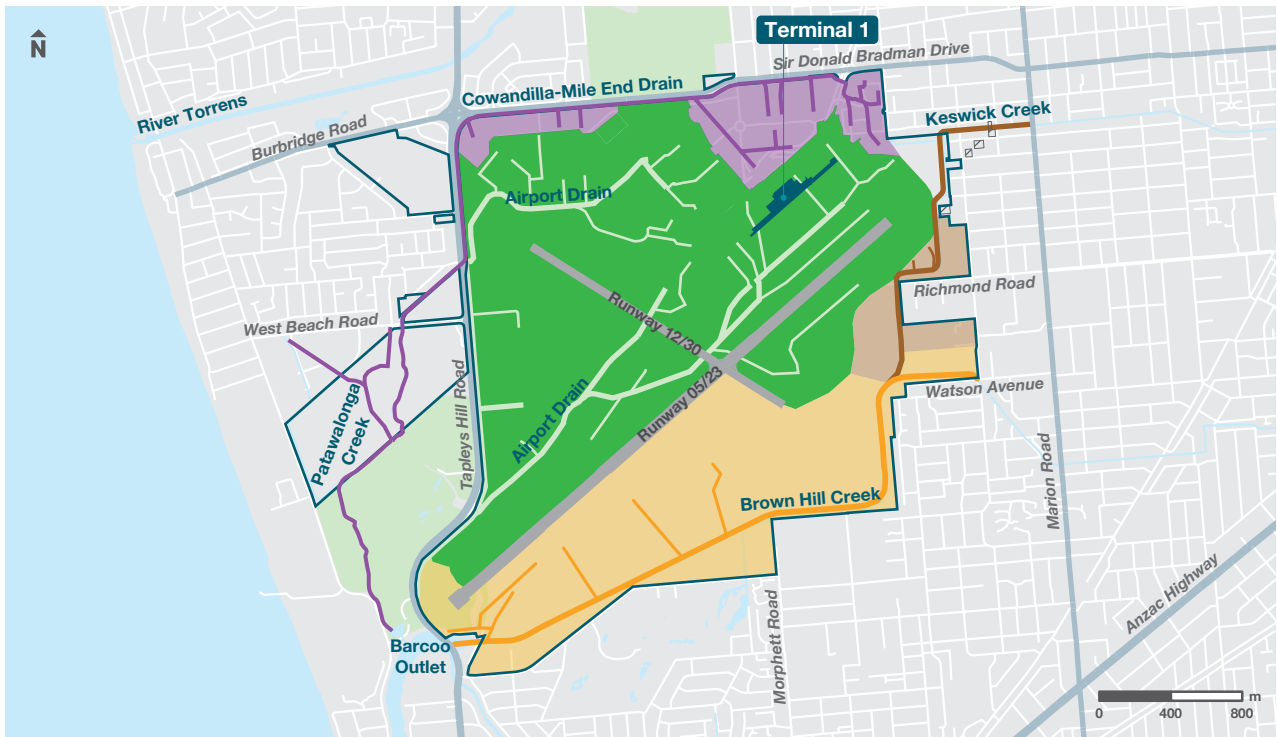 N
Terminal 1
Sir Donald Bradman Drive
Cowandilla-Mile End Drain
River Torrens
Keswick Creek
Burbridge Road
Airport Drain
Richmond Road
West Beach Road
Runway 12/30
Tapleys Hill Road
Runway 05/23
Watson Avenue
Patawalonga
Creek
Airport Drain
Marion Road
Brown Hill Creek
Anzac Highway
Morphett Road
Barcoo
Outlet
m
0 400 800